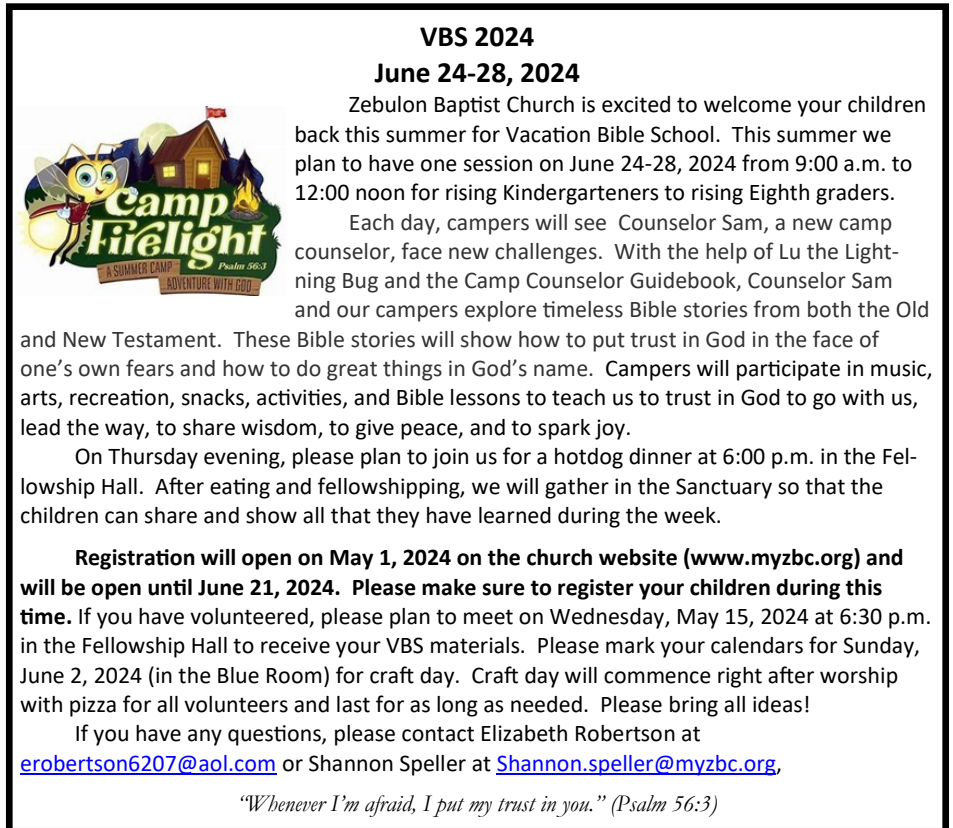 VBS 2024
June 24-28, 2024
Camp
Firelight
Psalm 56:3
A SUMMER CAMP
ADVENTURE WITH GOD
Zebulon Baptist Church is excited to welcome your children
back this summer for Vacation Bible School.  This summer we
plan to have one session on June 24-28, 2024 from 9:00 a.m. to
12:00 noon for rising Kindergarteners to rising Eighth graders.
Each day, campers will see  Counselor Sam, a new camp
counselor, face new challenges.  With the help of Lu the Light-
ning Bug and the Camp Counselor Guidebook, Counselor Sam
and our campers explore timeless Bible stories from both the Old
and New Testament.  These Bible stories will show how to put trust in God in the face of
one's own fears and how to do great things in God's name.  Campers will participate in music,
arts, recreation, snacks, activities, and Bible lessons to teach us to trust in God to go with us,
lead the way, to share wisdom, to give peace, and to spark joy.
On Thursday evening, please plan to join us for a hotdog dinner at 6:00 p.m. in the Fel-
lowship Hall.  After eating and fellowshipping, we will gather in the Sanctuary so that the
children can share and show all that they have learned during the week.
Registration will open on May 1, 2024 on the church website (www.myzbc.org) and
will be open until June 21, 2024.  Please make sure to register your children during this
time. If you have volunteered, please plan to meet on Wednesday, May 15, 2024 at 6:30 p.m.
in the Fellowship Hall to receive your VBS materials.  Please mark your calendars for Sunday,
June 2, 2024 (in the Blue Room) for craft day.  Craft day will commence right after worship
with pizza for all volunteers and last for as long as needed.  Please bring all ideas!
If you have any questions, please contact Elizabeth Robertson at
erobertson6207@aol.com or Shannon Speller at Shannon.speller@myzbc.org,
"Whenever I'm afraid, I put my trust in you." (Psalm 56:3)